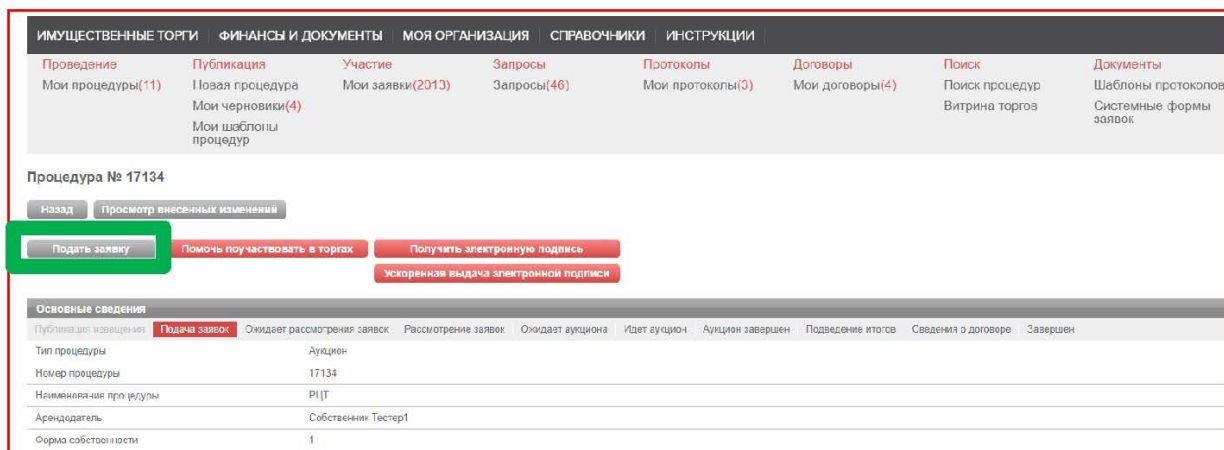 ИМУЩЕСТВЕННЫЕ ТОРГИ ФИНАНСЫ И ДОКУМЕНТЫ МОЯ ОРГАНИЗАЦИЯ СПРАВОЧНИКИ ИНСТРУКЦИИ
Проведение Публикация Участие Запросы Протоколы Договоры Поиск Документы
Мои процедуры(11) Новая процедура Мои заявки(2013) Запросы(46) Мои протоколы(0) Мои договоры(4) Поиск процедур Шаблоны протоколов
Мои черновики(4) Витрина торгов Системные формы
заявок
Мои шаблоны
процедур
Процедура № 17134
Назад Просмотр внесенных изменений
Подать заявку Помочь поучаствовать в торгах Получить электронную подпись
Ускоренная выдача электронной подписи
Основные сведения
Публикация извещения Подача заявок Ожидает рассмотрения заявок Рассмотрение заявок Ожидает аукциона Идет аукцион Аукцион завершен Подведение итогов Сведения о договоре Завершен
Тип процедуры Аукцион
Номер процедуры 17134
Наименование процедуры РЦТ
Арендодатель Собственник Тестер1
Форма собственности 1